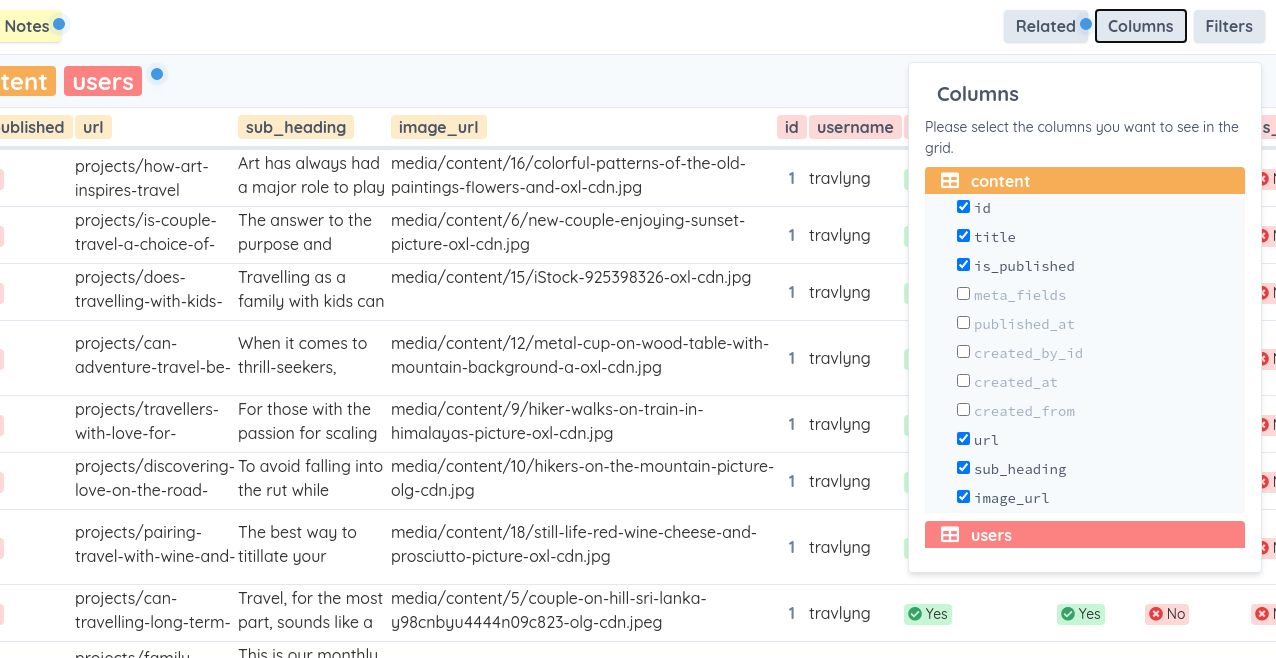 Notes
Related
Columns
Filters
tent
users
ublished
url
sub_heading
image_url
id
username
s_
Columns
Please select the columns you want to see in the
grid.
content
id
title
is_published
meta_fields
published_at
created_by_id
created_at
created_from
url
sub_heading
image_url
users
projects/how-art-
inspires-travel
Art has always had
a major role to play
media/content/16/colorful-patterns-of-the-old-
paintings-flowers-and-oxl-cdn.jpg
1
travlyng
projects/is-couple-
travel-a-choice-of-
The answer to the
purpose and
media/content/6/new-couple-enjoying-sunset-
picture-oxl-cdn.jpg
1
travlyng
projects/does-
travelling-with-kids-
Travelling as a
family with kids can
media/content/15/iStock-925398326-oxl-cdn.jpg
1
travlyng
projects/can-
adventure-travel-be-
When it comes to
thrill-seekers,
media/content/12/metal-cup-on-wood-table-with-
mountain-background-a-oxl-cdn.jpg
1
travlyng
projects/travellers-
with-love-for-
For those with the
passion for scaling
media/content/9/hiker-walks-on-train-in-
himalayas-picture-oxl-cdn.jpg
1
travlyng
projects/discovering-
love-on-the-road-
To avoid falling into
the rut while
media/content/10/hikers-on-the-mountain-picture-
olg-cdn.jpg
1
travlyng
projects/pairing-
travel-with-wine-and-
The best way to
titillate your
media/content/18/still-life-red-wine-cheese-and-
prosciutto-picture-oxl-cdn.jpg
1
travlyng
projects/can-
travelling-long-term-
Travel, for the most
part, sounds like a
media/content/5/couple-on-hill-sri-lanka-
y98cnbyu4444n09c823-olg-cdn.jpeg
1
travlyng
Yes
Yes
No
projects/family-
This is our monthly